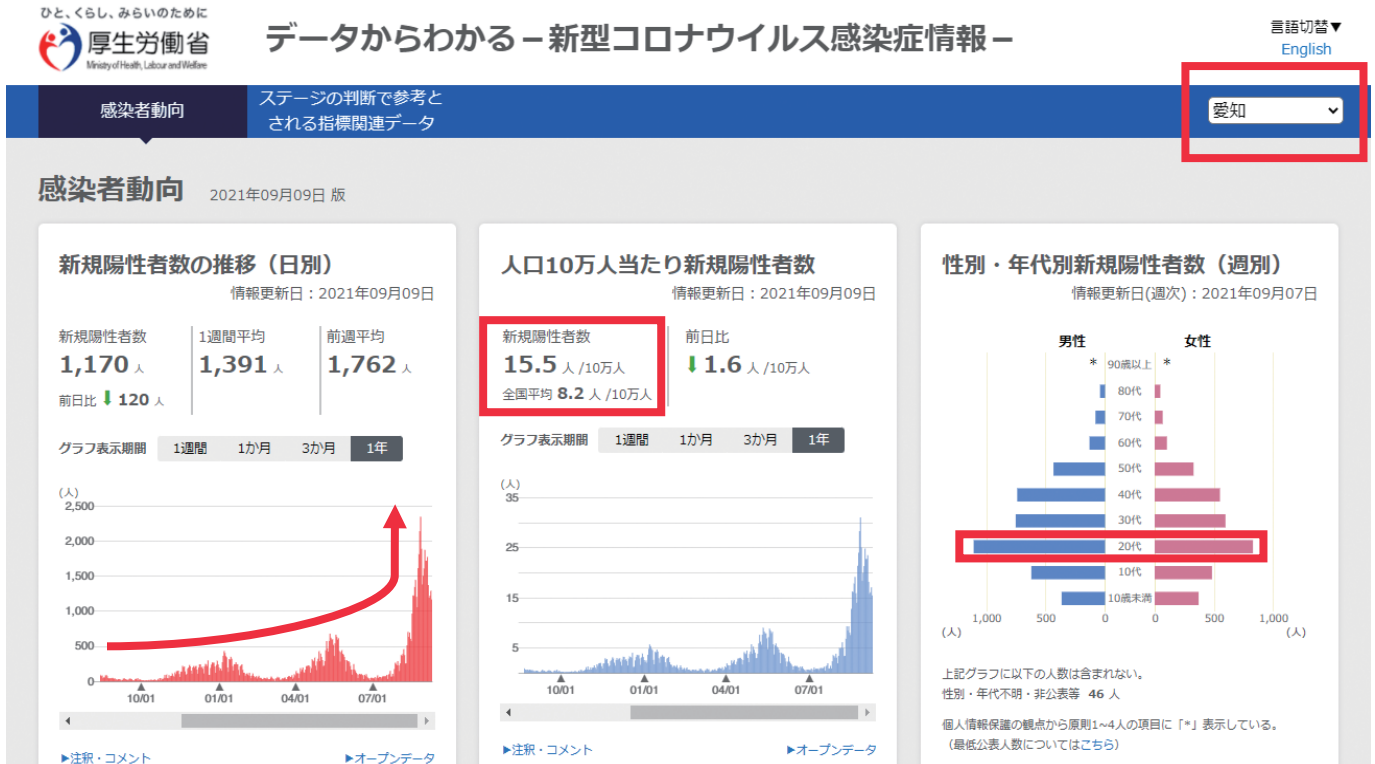 ひと、くらし、みらいのために
厚生労働省
Ministry of Health, Labour and Welfare
データからわかる－新型コロナウイルス感染症情報－
言語切替▼
English
感染者動向
ステージの判断で参考と
される指標関連データ
愛知
感染者動向
2021年09月09日 版
新規陽性者数の推移（日別）
情報更新日：2021年09月09日
新規陽性者数
1,170 人
前日比 ⬇ 120 人
1週間平均
1,391 人
前週平均
1,762 人
グラフ表示期間 1週間 1か月 3か月 1年
(人)
2,500
2,000
1,500
1,000
500
0
10/01 01/01 04/01 07/01
▶注釈・コメント
▶オープンデータ
人口10万人当たり新規陽性者数
情報更新日：2021年09月09日
新規陽性者数
15.5 人 /10万人
全国平均 8.2 人 /10万人
前日比
⬇ 1.6 人 /10万人
グラフ表示期間 1週間 1か月 3か月 1年
(人)
35
25
15
5
10/01 01/01 04/01 07/01
▶注釈・コメント
▶オープンデータ
性別・年代別新規陽性者数（週別）
情報更新日(週次)：2021年09月07日
男性 女性
* 90歳以上 *
80代
70代
60代
50代
40代
30代
20代
10代
10歳未満
1,000 500 0 0 500 1,000
(人) (人)
上記グラフに以下の人数は含まれない。
性別・年代不明・非公表等 46 人
個人情報保護の観点から原則1~4人の項目に「*」表示している。
（最低公表人数についてはこちら）